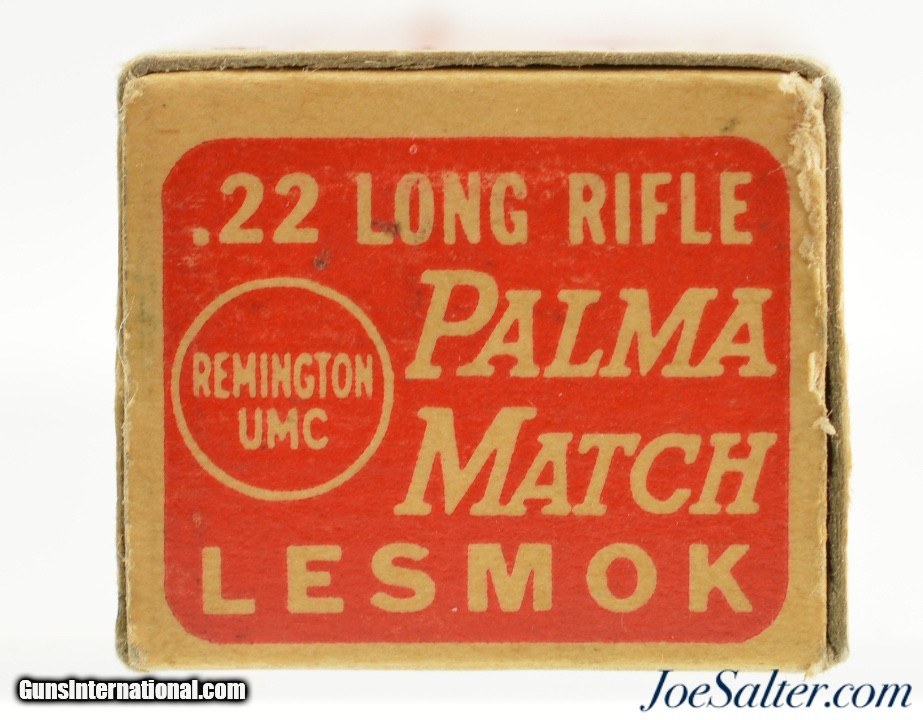 .22 LONG RIFLE
PALMA
REMINGTON
UMC
MATCH
LESMOK
GunsInternational.com
JoeSalter.com